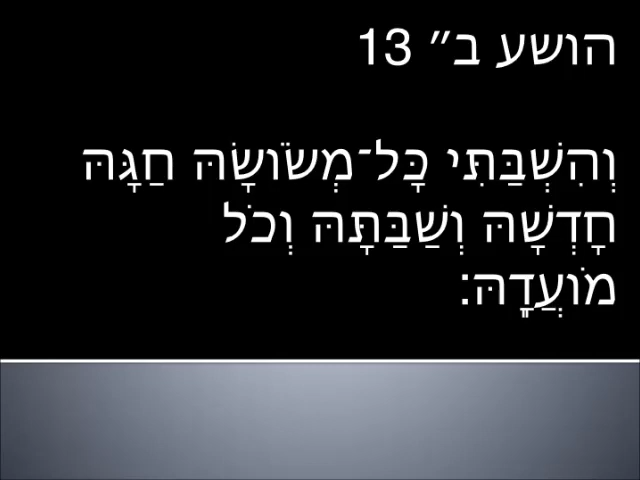 הושע ב״ 13
וְהִשְׁבַּתִּי כָּל־מְשׂוֹשָׂהּ חַגָּהּ
חָדְשָׁהּ וְשַׁבַּתָּהּ וְכֹל
מוֹעֲדָהּ׃